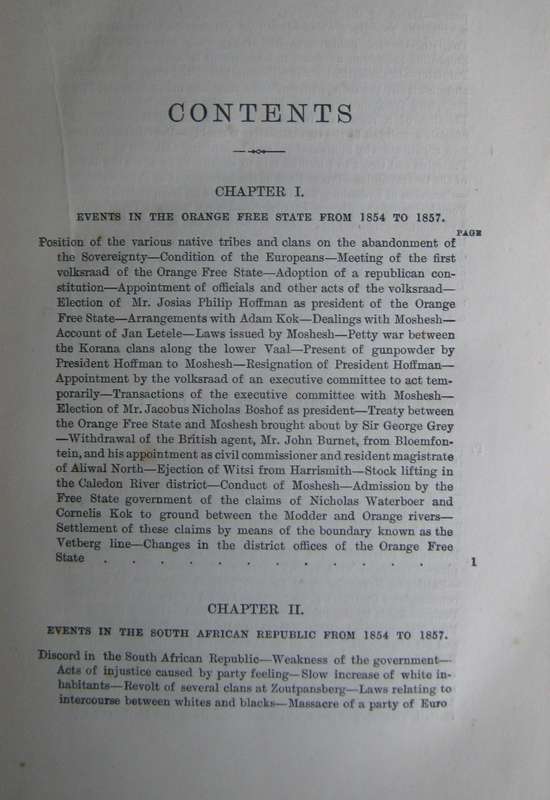 CONTENTS
CHAPTER I.
EVENTS IN THE ORANGE FREE STATE FROM 1854 TO 1857.
PAGE
Position of the various native tribes and clans on the abandonment of
the Sovereignty—Condition of the Europeans—Meeting of the first
volksraad of the Orange Free State—Adoption of a republican con-
stitution—Appointment of officials and other acts of the volksraad—
Election of Mr. Josias Philip Hoffman as president of the Orange
Free State—Arrangements with Adam Kok—Dealings with Moshesh—
Account of Jan Letele—Laws issued by Moshesh—Petty war between
the Korana clans along the lower Vaal—Present of gunpowder by
President Hoffman to Moshesh—Resignation of President Hoffman—
Appointment by the volksraad of an executive committee to act tem-
porarily—Transactions of the executive committee with Moshesh—
Election of Mr. Jacobus Nicholas Boshof as president—Treaty between
the Orange Free State and Moshesh brought about by Sir George Grey
—Withdrawal of the British agent, Mr. John Burnet, from Bloemfon-
tein, and his appointment as civil commissioner and resident magistrate
of Aliwal North—Ejection of Witsi from Harrismith—Stock lifting in
the Caledon River district—Conduct of Moshesh—Admission by the
Free State government of the claims of Nicholas Waterboer and
Cornelis Kok to ground between the Modder and Orange rivers—
Settlement of these claims by means of the boundary known as the
Vetberg line—Changes in the district offices of the Orange Free
State . . . . . . . . . . . . 1
CHAPTER II.
EVENTS IN THE SOUTH AFRICAN REPUBLIC FROM 1854 TO 1857.
Discord in the South African Republic—Weakness of the government—
Acts of injustice caused by party feeling—Slow increase of white in-
habitants—Revolt of several clans at Zoutpansberg—Laws relating to
intercourse between whites and blacks—Massacre of a party of Euro